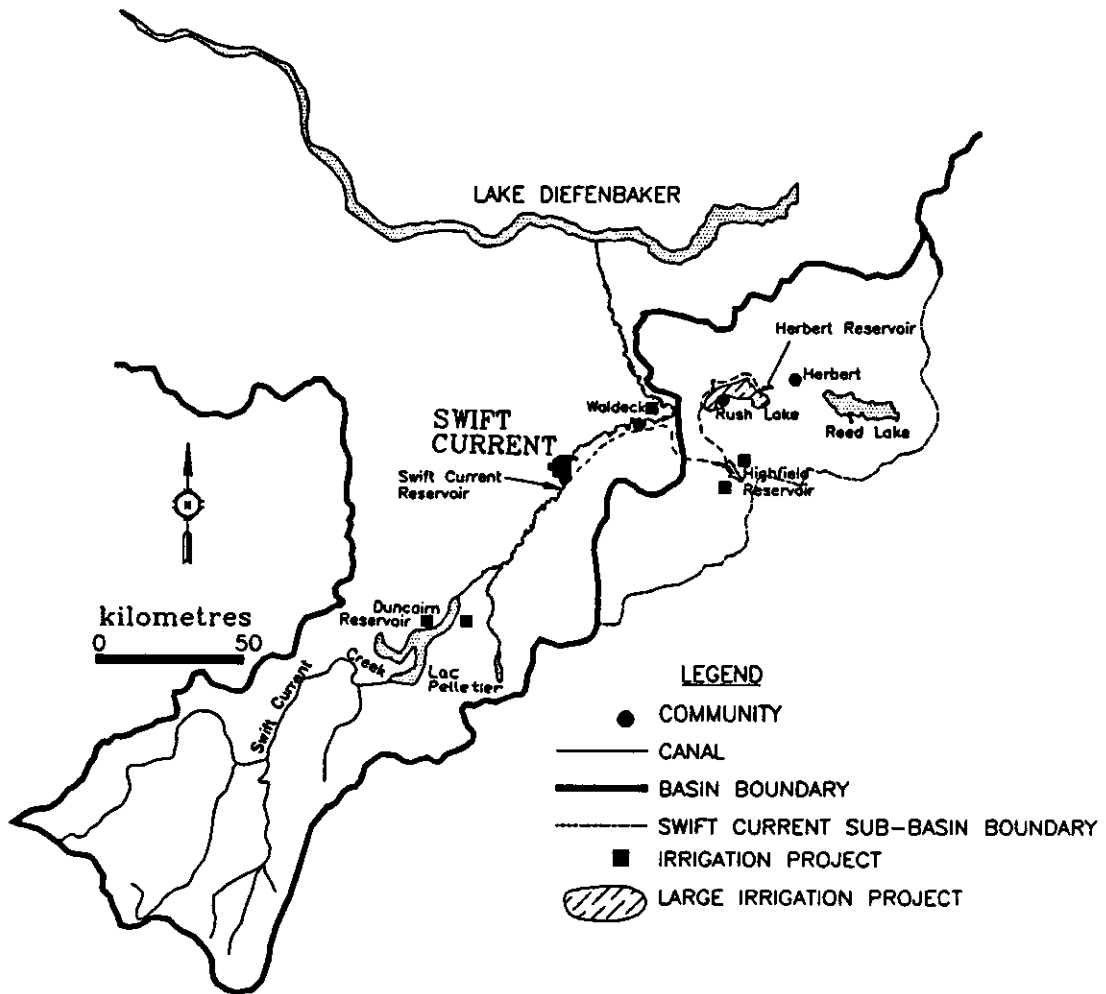 LAKE DIEFENBAKER
Herbert Reservoir
Herbert
Rush Lake
Reed Lake
Waldeck
SWIFT
CURRENT
Swift Current
Reservoir
Highfield
Reservoir
N
kilometres
0 50
Duncairn
Reservoir
Lac
Pelletier
Swift Current Creek
LEGEND
COMMUNITY
CANAL
BASIN BOUNDARY
SWIFT CURRENT SUB-BASIN BOUNDARY
IRRIGATION PROJECT
LARGE IRRIGATION PROJECT